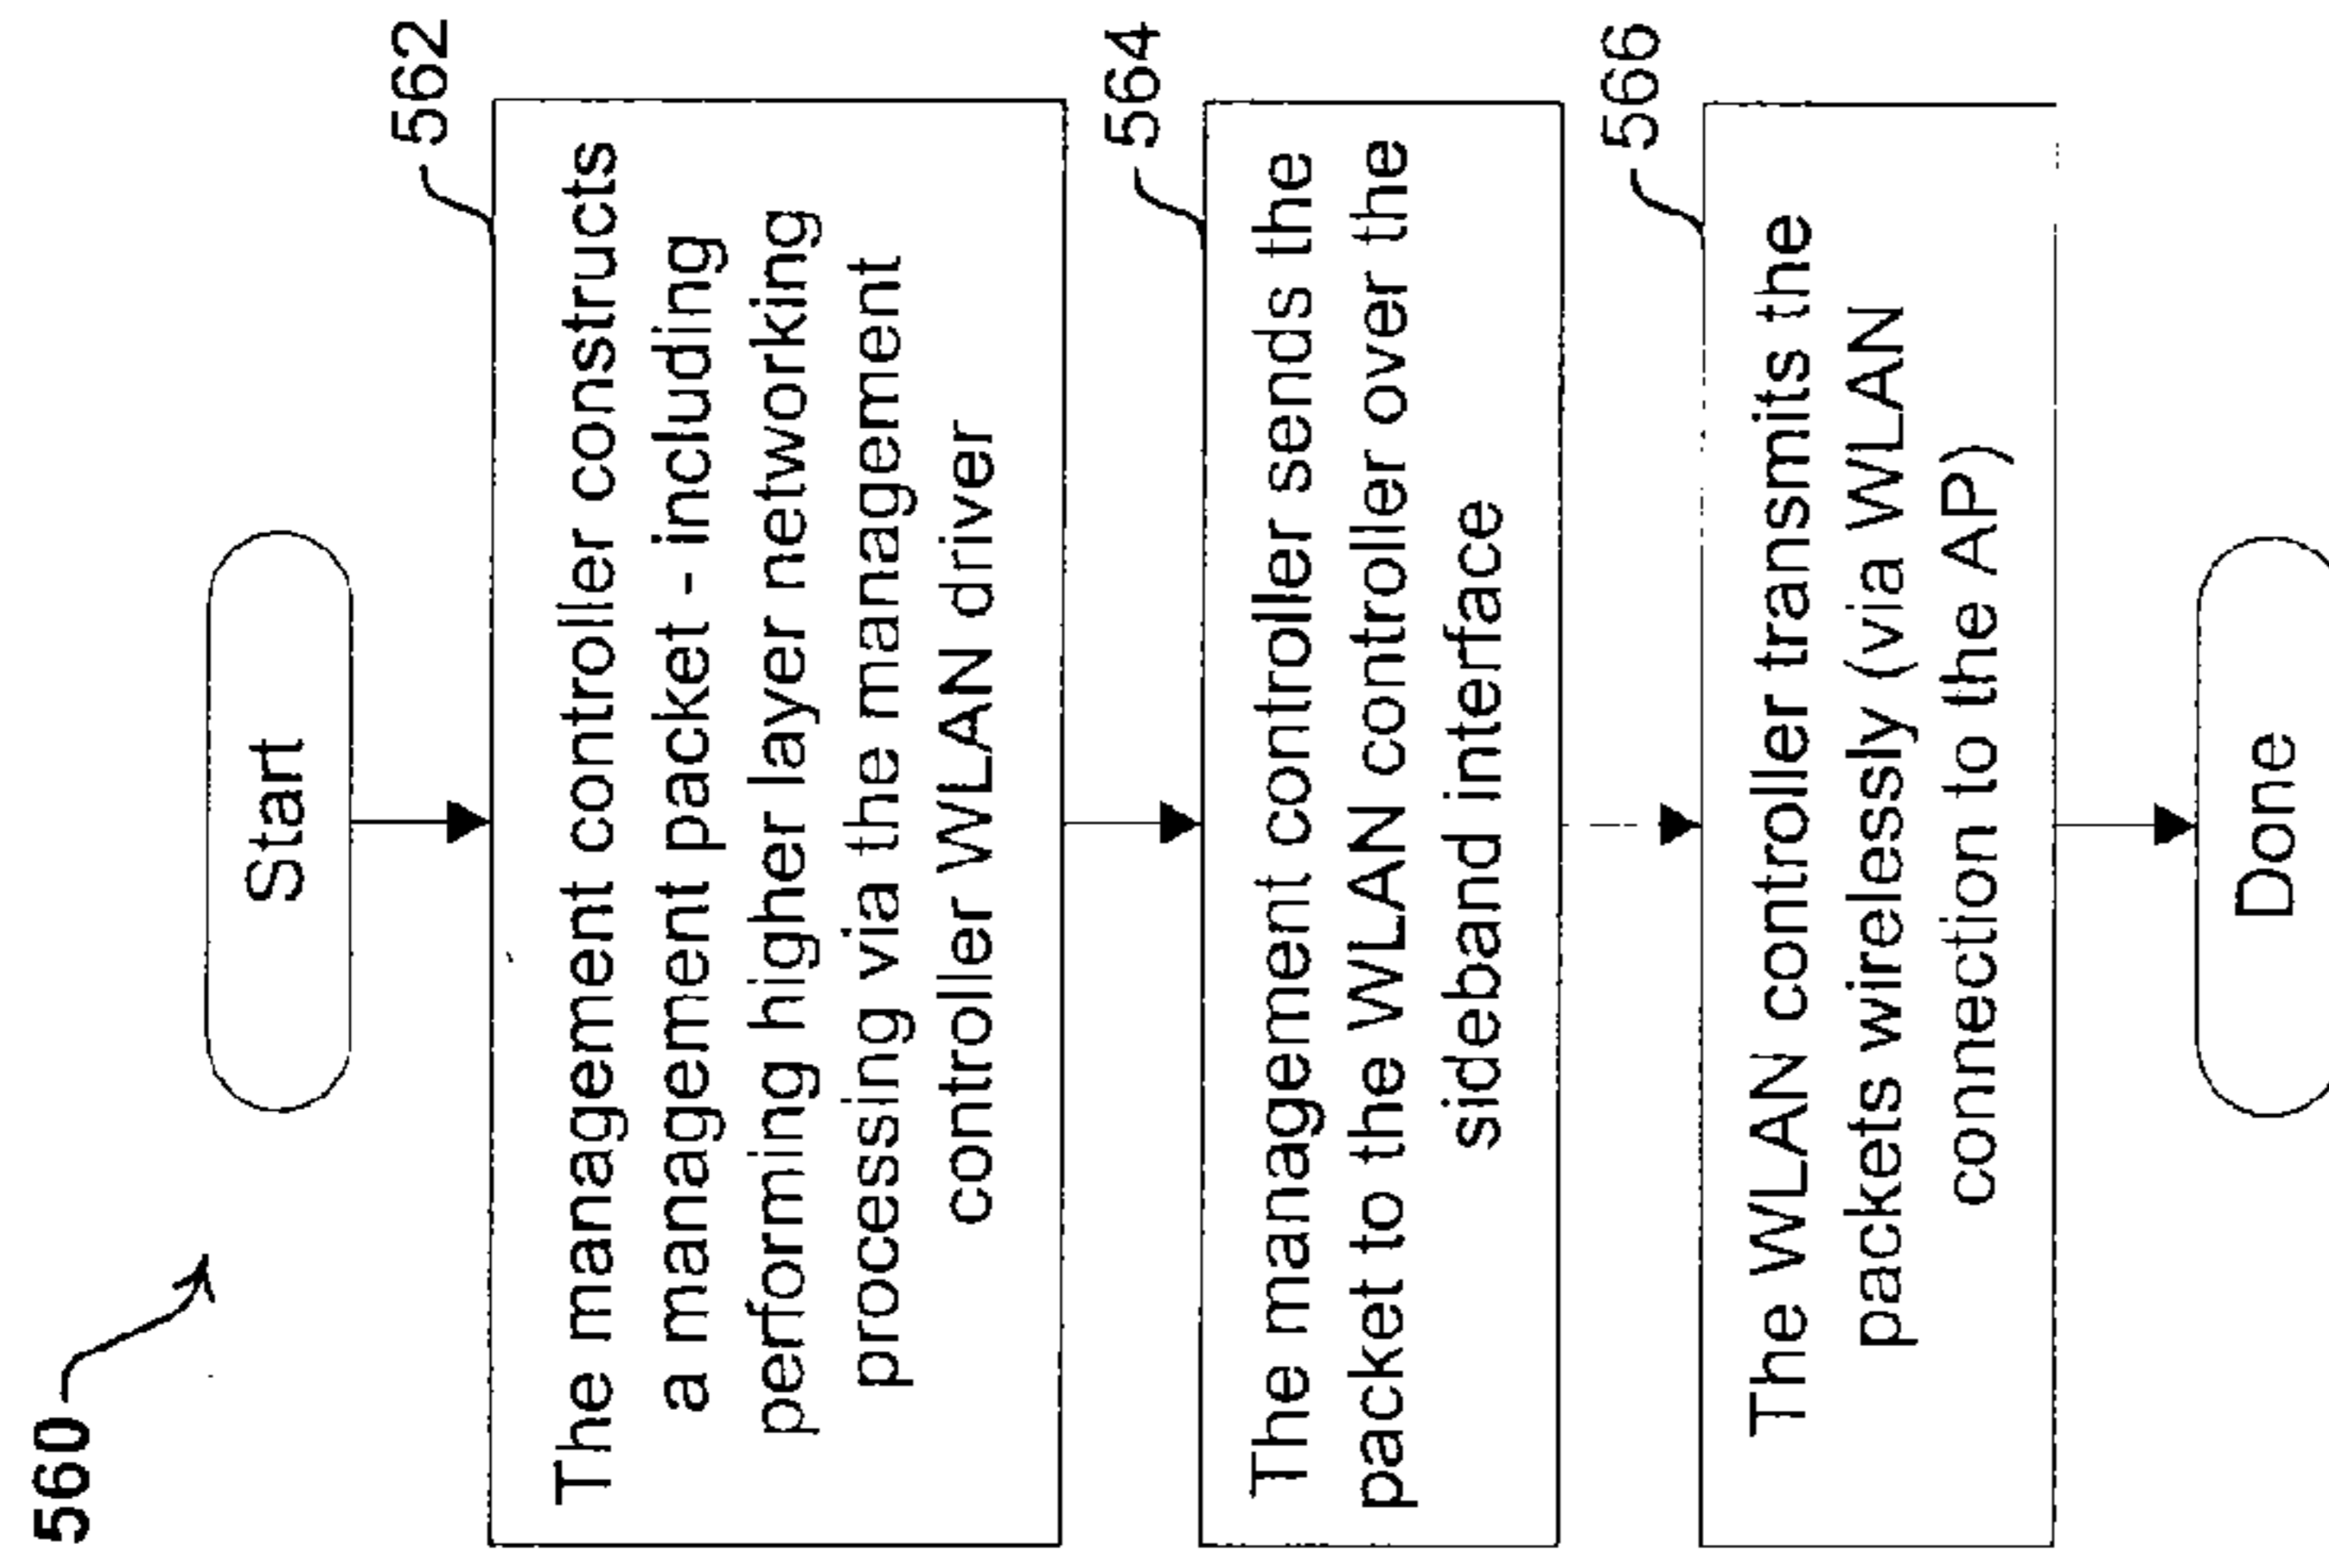 560
Start
562
The management controller constructs
a management packet - including
performing higher layer networking
processing via the management
controller WLAN driver
564
The management controller sends the
packet to the WLAN controller over the
sideband interface
566
The WLAN controller transmits the
packets wirelessly (via WLAN
connection to the AP)
Done